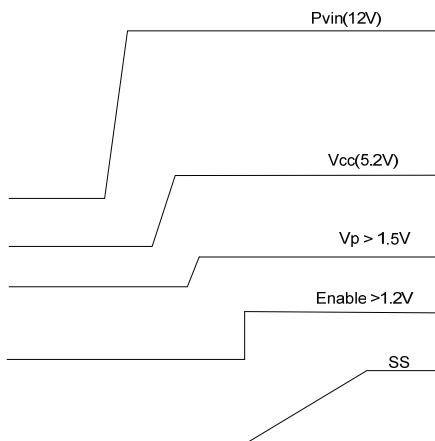 Pvin(12V)
Vcc(5.2V)
Vp > 1.5V
Enable >1.2V
SS